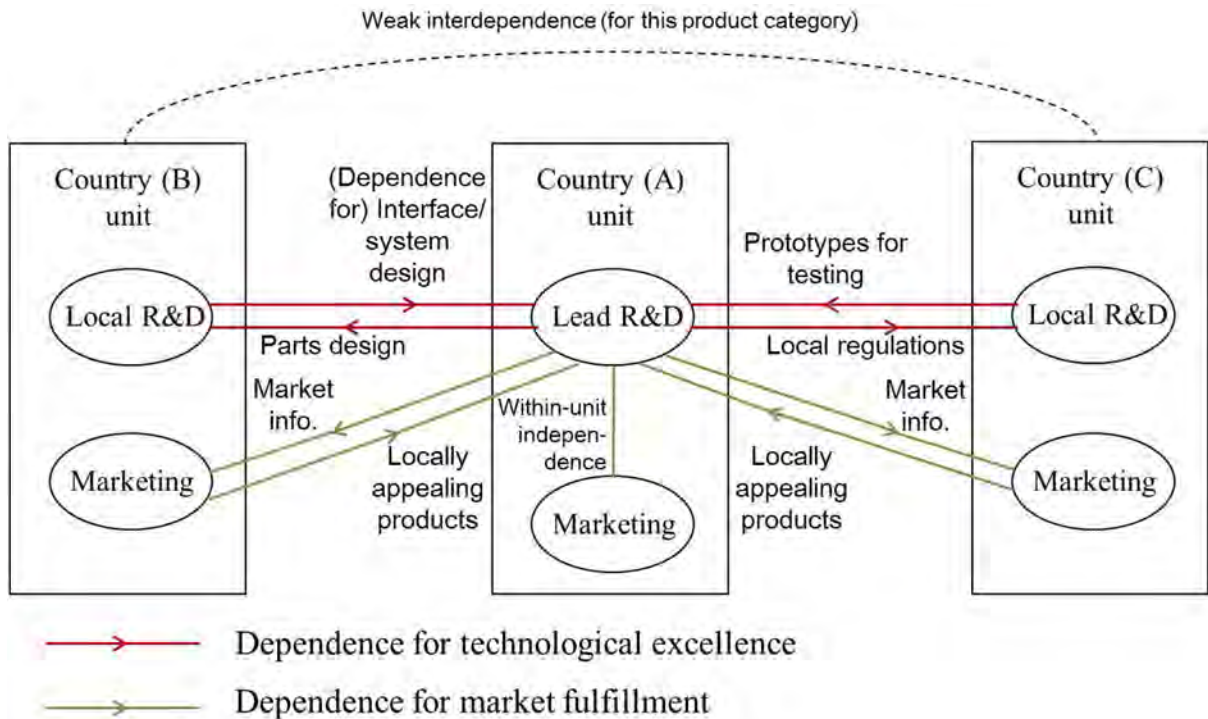 Weak interdependence (for this product category)
Country (B)
unit
(Dependence
for) Interface/
system
design
Country (A)
unit
Prototypes for
testing
Country (C)
unit
Local R&D
Lead R&D
Local R&D
Parts design
Local regulations
Market
info.
Within-unit
indepen-
dence
Market
info.
Marketing
Locally
appealing
products
Marketing
Locally
appealing
products
Marketing
Dependence for technological excellence
Dependence for market fulfillment